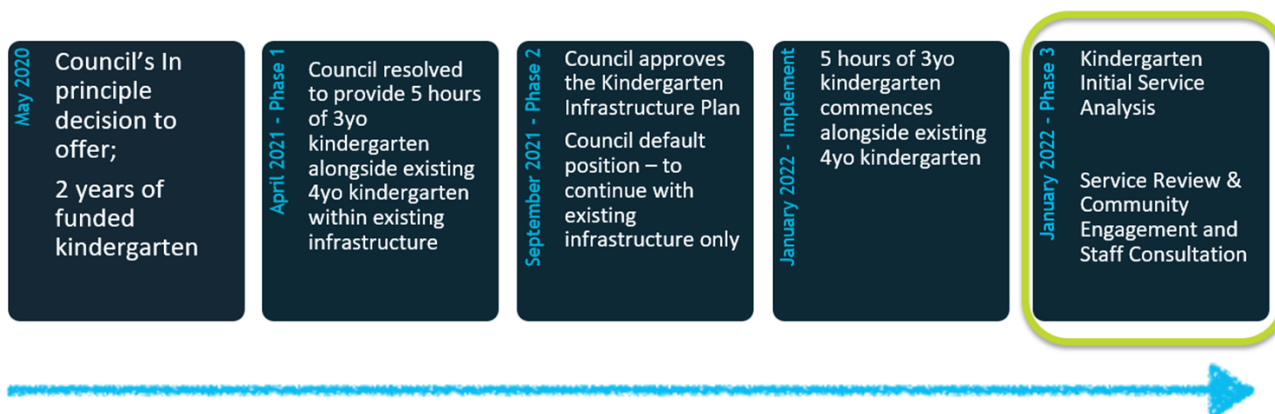 May 2020
Council's In
principle
decision to
offer;
2 years of
funded
kindergarten
April 2021 - Phase 1
Council resolved
to provide 5 hours
of 3yo
kindergarten
alongside existing
4yo kindergarten
within existing
infrastructure
September 2021 - Phase 2
Council approves
the Kindergarten
Infrastructure Plan
Council default
position – to
continue with
existing
infrastructure only
January 2022 - Implement
5 hours of 3yo
kindergarten
commences
alongside existing
4yo kindergarten
January 2022 - Phase 3
Kindergarten
Initial Service
Analysis
Service Review &
Community
Engagement and
Staff Consultation